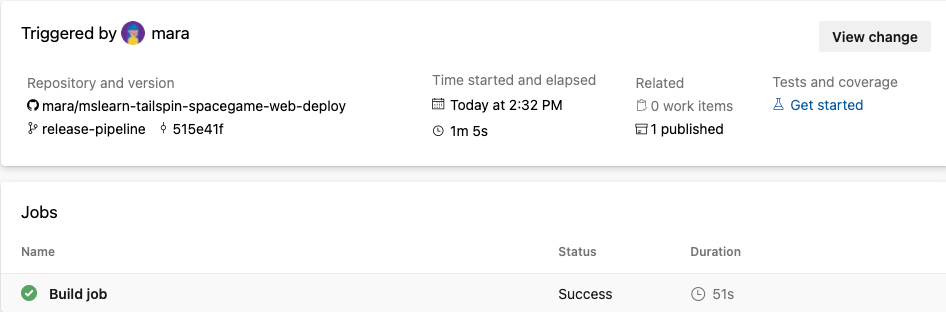 Triggered by mara
View change
Repository and version
mara/mslearn-tailspin-spacegame-web-deploy
release-pipeline 515e41f
Time started and elapsed
Today at 2:32 PM
1m 5s
Related
0 work items
1 published
Tests and coverage
Get started
Jobs
Name Status Duration
Build job Success 51s